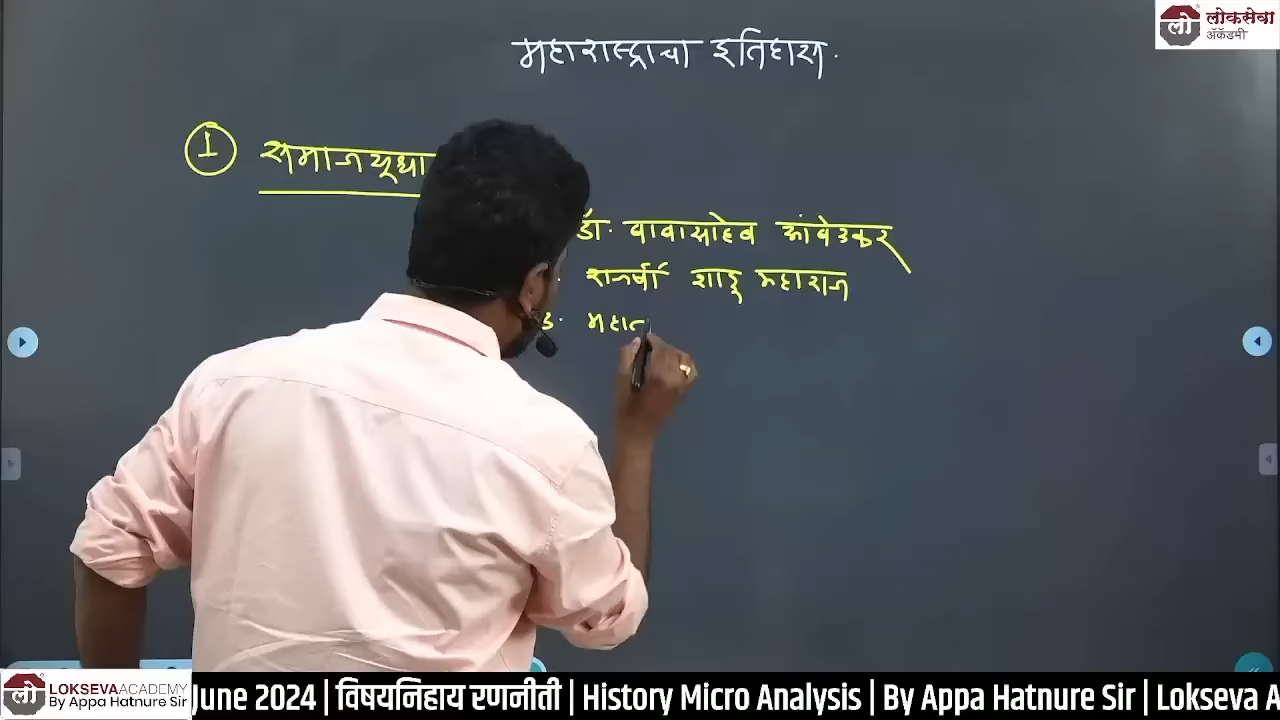 लोकसेवा
ॲकॅडमी
महाराष्ट्राचा इतिहास.
1 समाजसूधा
डॉ. बाबासाहेब आंबेडकर
राजर्षी शाहू महाराज
3. महात
लो LOKSEVA ACADEMY
By Appa Hatnure Sir
June 2024 | विषयनिहाय रणनीती | History Micro Analysis | By Appa Hatnure Sir | Lokseva A